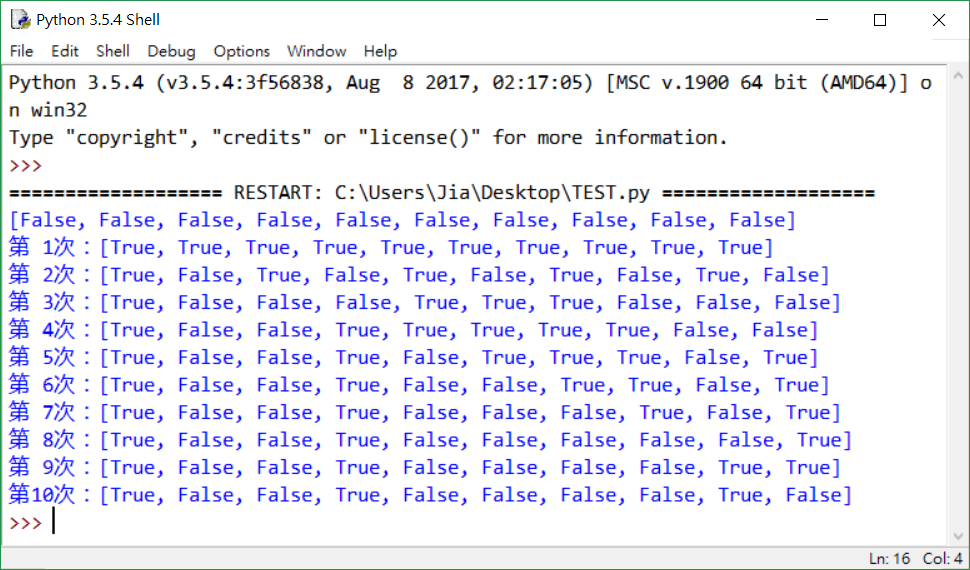 Python 3.5.4 Shell
File Edit Shell Debug Options Window Help
Python 3.5.4 (v3.5.4:3f56838, Aug  8 2017, 02:17:05) [MSC v.1900 64 bit (AMD64)] o
n win32
Type "copyright", "credits" or "license()" for more information.
>>>
=================== RESTART: C:\Users\Jia\Desktop\TEST.py ===================
[False, False, False, False, False, False, False, False, False, False]
第 1次：[True, True, True, True, True, True, True, True, True, True]
第 2次：[True, False, True, False, True, False, True, False, True, False]
第 3次：[True, False, False, False, True, True, True, False, False, False]
第 4次：[True, False, False, True, True, True, True, True, False, False]
第 5次：[True, False, False, True, False, True, True, True, False, True]
第 6次：[True, False, False, True, False, False, True, True, False, True]
第 7次：[True, False, False, True, False, False, False, True, False, True]
第 8次：[True, False, False, True, False, False, False, False, False, True]
第 9次：[True, False, False, True, False, False, False, False, True, True]
第10次：[True, False, False, True, False, False, False, False, True, False]
>>>
Ln: 16 Col: 4